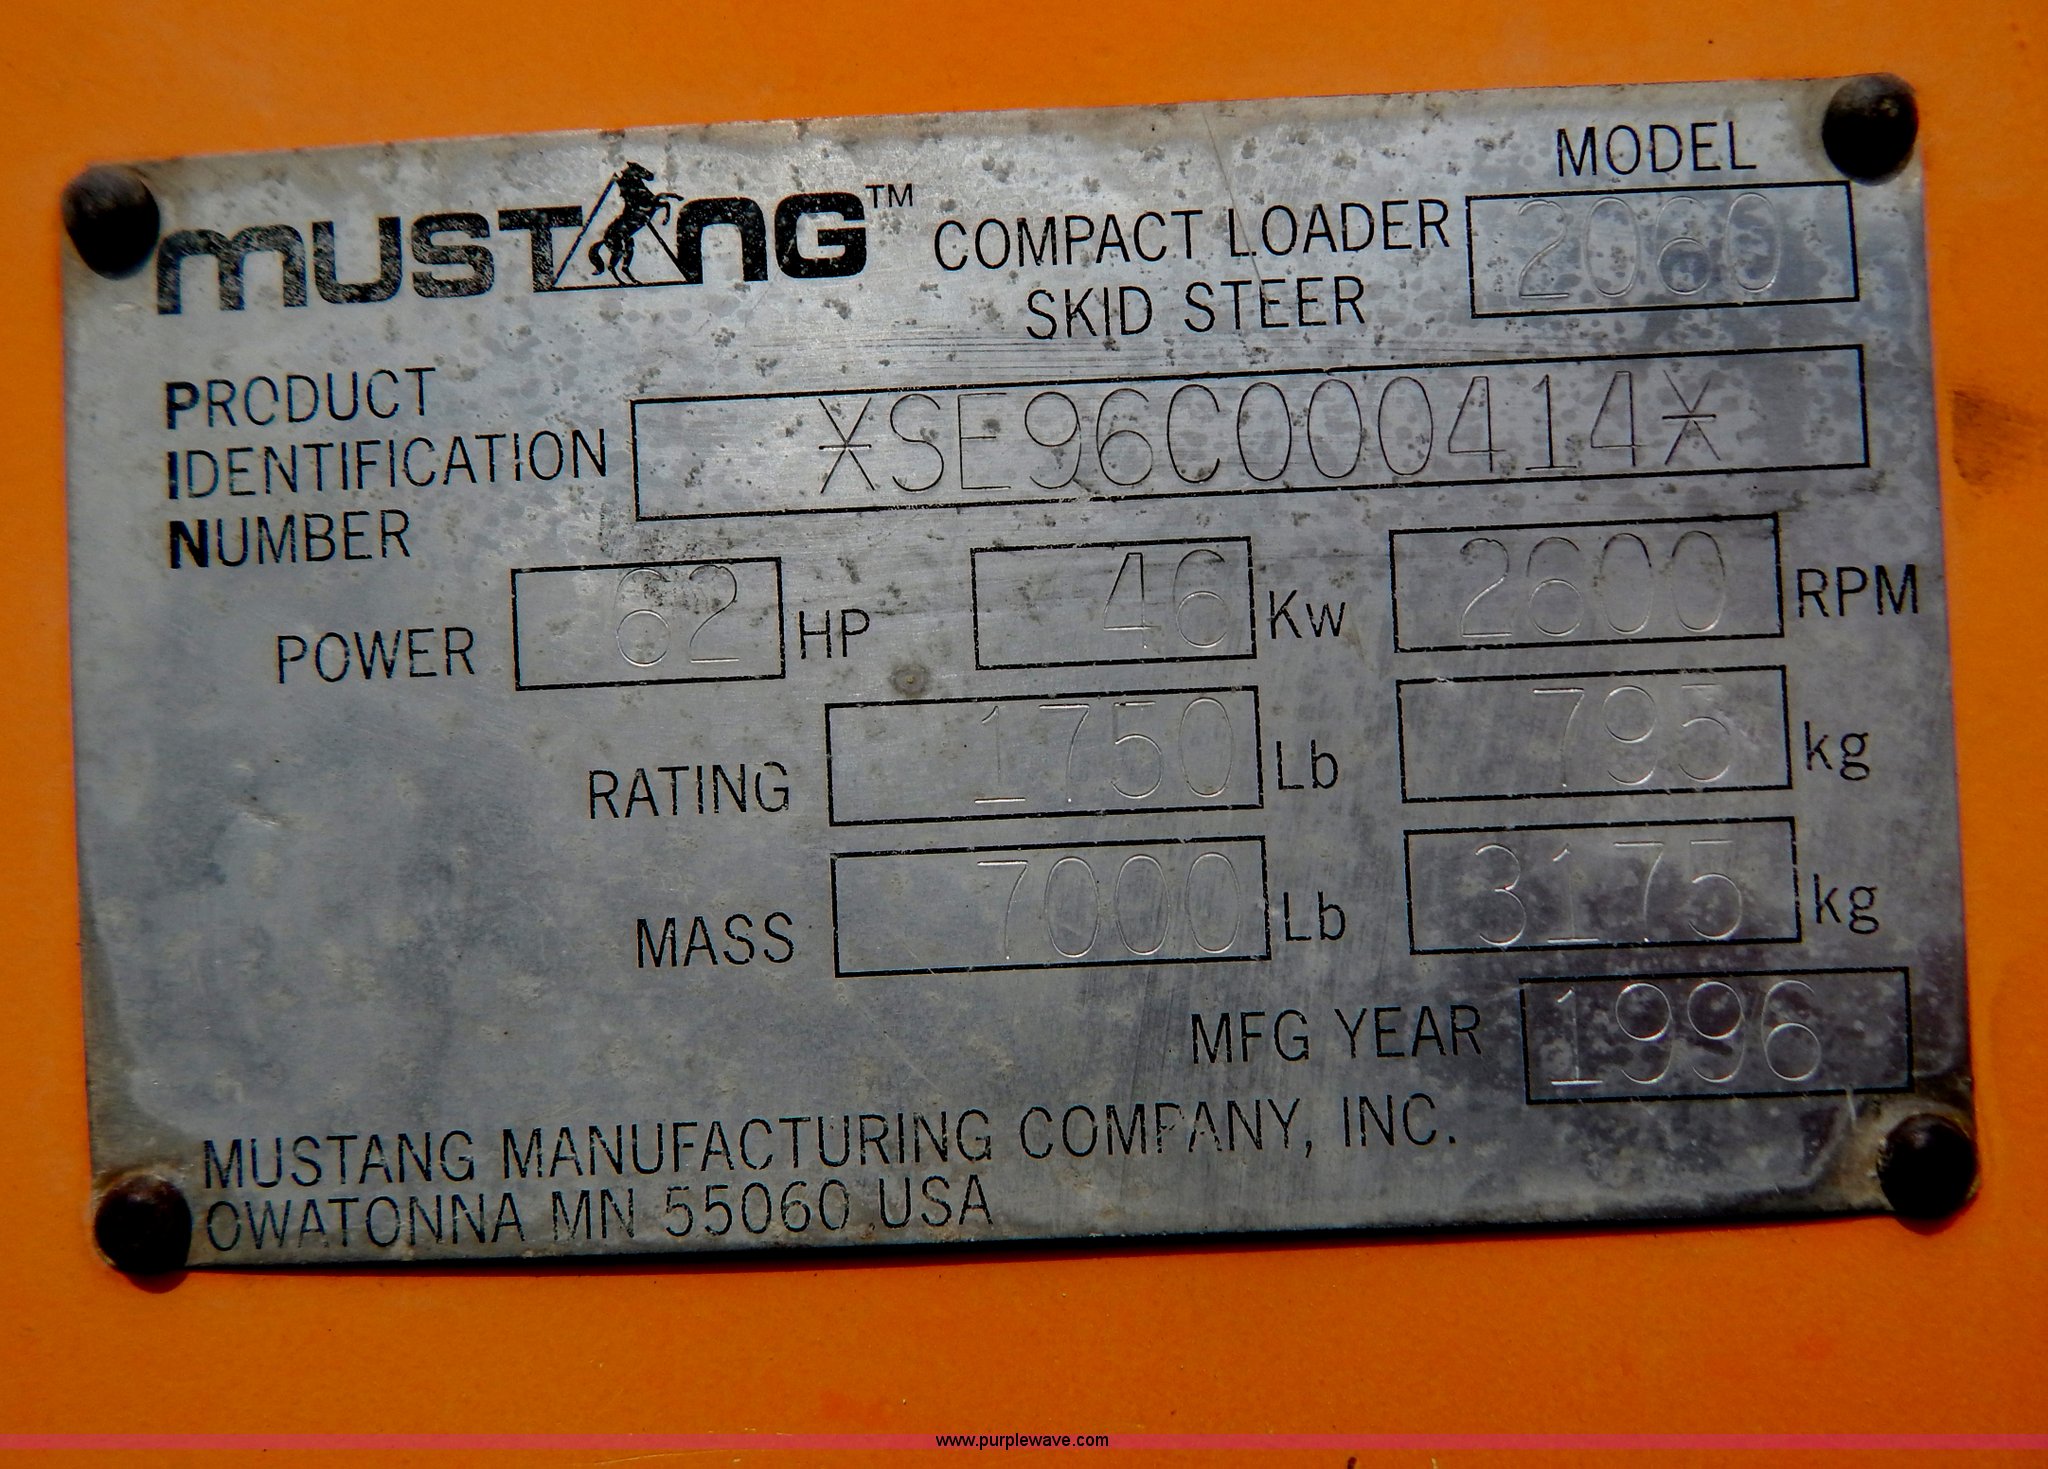 MUSTANG™ COMPACT LOADER
SKID STEER
MODEL
2060
PRODUCT
IDENTIFICATION
NUMBER
*SE96C000414*
POWER 62 HP 46 Kw 2600 RPM
RATING 1750 Lb 795 kg
MASS 7000 Lb 3175 kg
MFG YEAR 1996
MUSTANG MANUFACTURING COMPANY, INC.
OWATONNA MN 55060 USA
www.purplewave.com